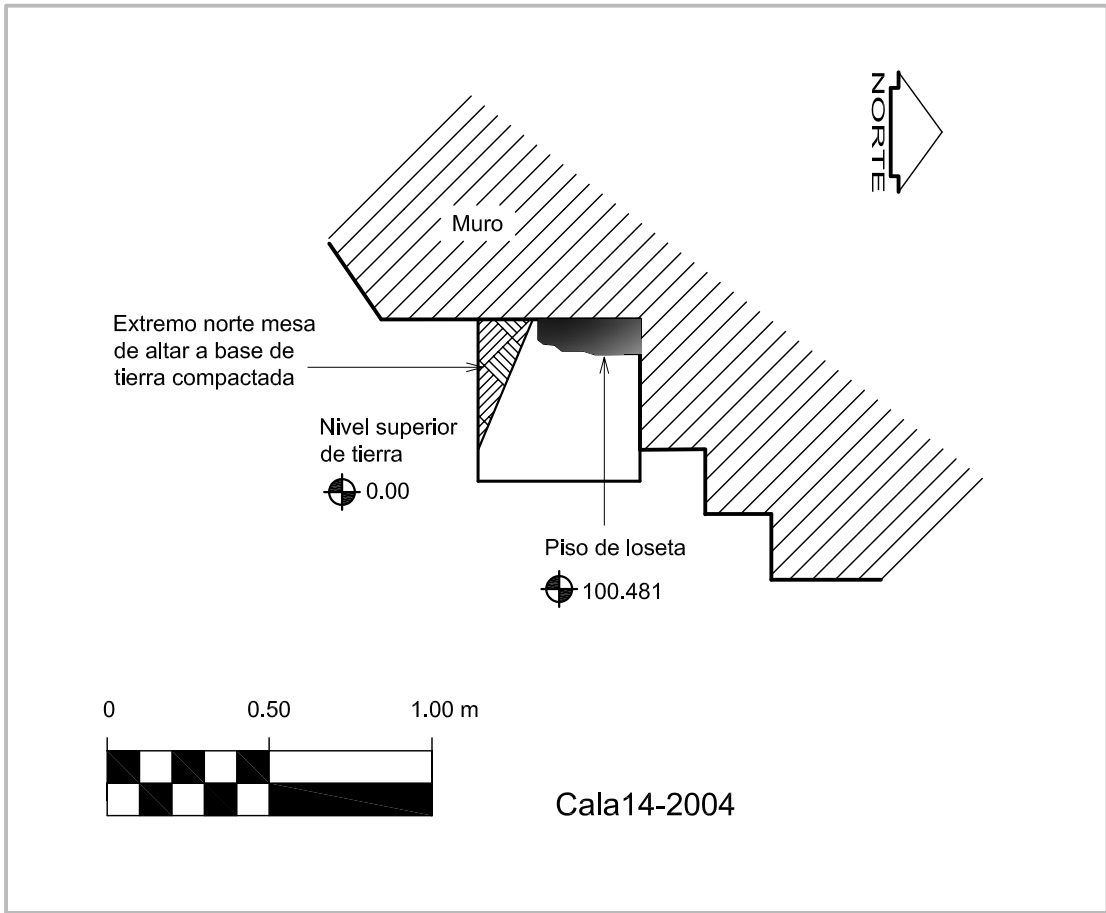 NORTE
Muro
Extremo norte mesa
de altar a base de
tierra compactada
Nivel superior
de tierra
0.00
Piso de loseta
100.481
0 0.50 1.00 m
Cala14-2004